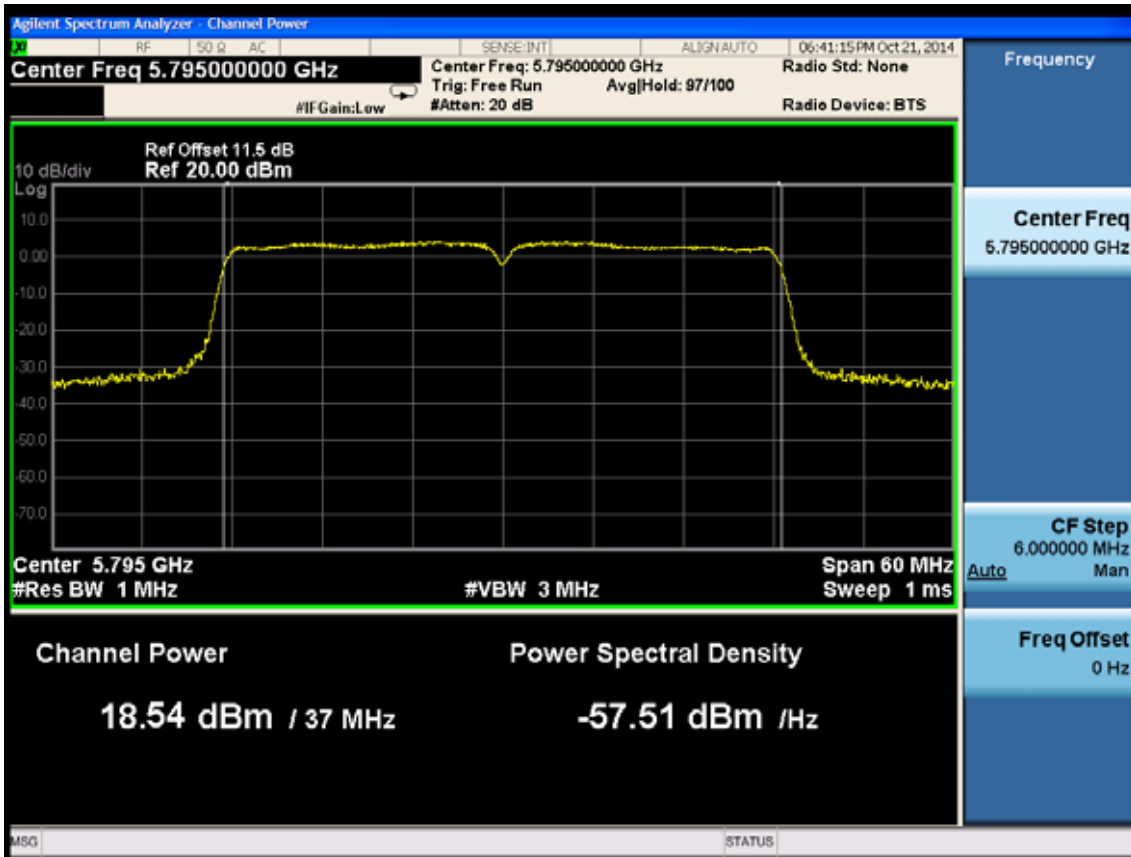 Agilent Spectrum Analyzer - Channel Power
RF 50 Ω AC SENSE:INT ALIGN AUTO 06:41:15 PM Oct 21, 2014
Center Freq 5.795000000 GHz
Center Freq: 5.795000000 GHz
Radio Std: None
Trig: Free Run Avg|Hold: 97/100
#IFGain:Low
#Atten: 20 dB
Radio Device: BTS
Frequency
Ref Offset 11.5 dB
10 dB/div Ref 20.00 dBm
Log
10.0
0.00
-10.0
-20.0
-30.0
-40.0
-50.0
-60.0
-70.0
Center 5.795 GHz Span 60 MHz
#Res BW 1 MHz #VBW 3 MHz Sweep 1 ms
Center Freq
5.795000000 GHz
CF Step
6.000000 MHz
Auto Man
Freq Offset
0 Hz
Channel Power Power Spectral Density
18.54 dBm / 37 MHz -57.51 dBm /Hz
MSG STATUS